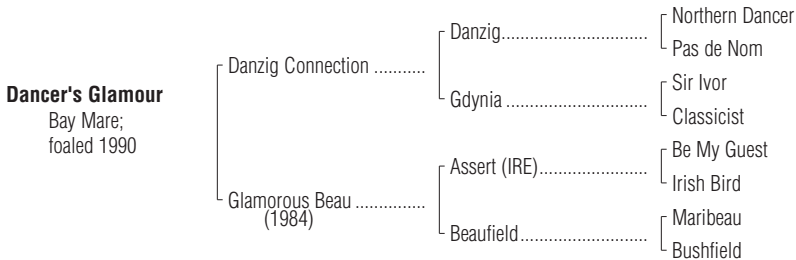 Dancer's Glamour
Bay Mare;
foaled 1990
Danzig Connection ...........
Glamorous Beau ...............
(1984)
Danzig...............................
Gdynia ..............................
Assert (IRE).......................
Beaufield...........................
Northern Dancer
Pas de Nom
Sir Ivor
Classicist
Be My Guest
Irish Bird
Maribeau
Bushfield